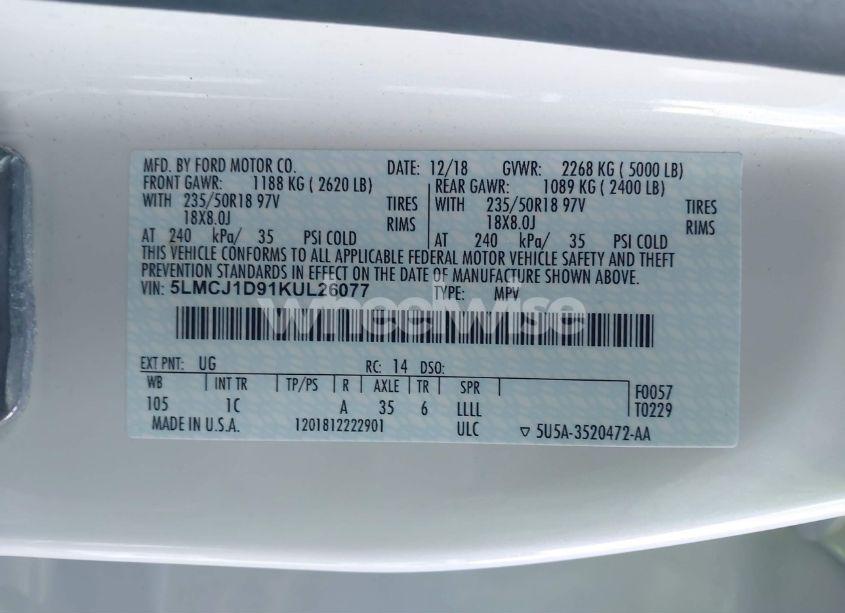 MFD. BY FORD MOTOR CO. DATE: 12/18 GVWR: 2268 KG ( 5000 LB)
FRONT GAWR: 1188 KG ( 2620 LB) REAR GAWR: 1089 KG ( 2400 LB)
WITH 235/50R18 97V TIRES WITH 235/50R18 97V TIRES
18X8.0J RIMS 18X8.0J RIMS
AT 240 kPa/ 35 PSI COLD AT 240 kPa/ 35 PSI COLD
THIS VEHICLE CONFORMS TO ALL APPLICABLE FEDERAL MOTOR VEHICLE SAFETY AND THEFT
PREVENTION STANDARDS IN EFFECT ON THE DATE OF MANUFACTURE SHOWN ABOVE.
VIN: 5LMCJ1D91KUL26077 TYPE: MPV
wheelwise
EXT PNT: UG RC: 14 DSO:
WB INT TR TP/PS R AXLE TR SPR F0057
105 1C A 35 6 LLLL T0229
MADE IN U.S.A. 1201812222901 ULC ▽ 5U5A-3520472-AA